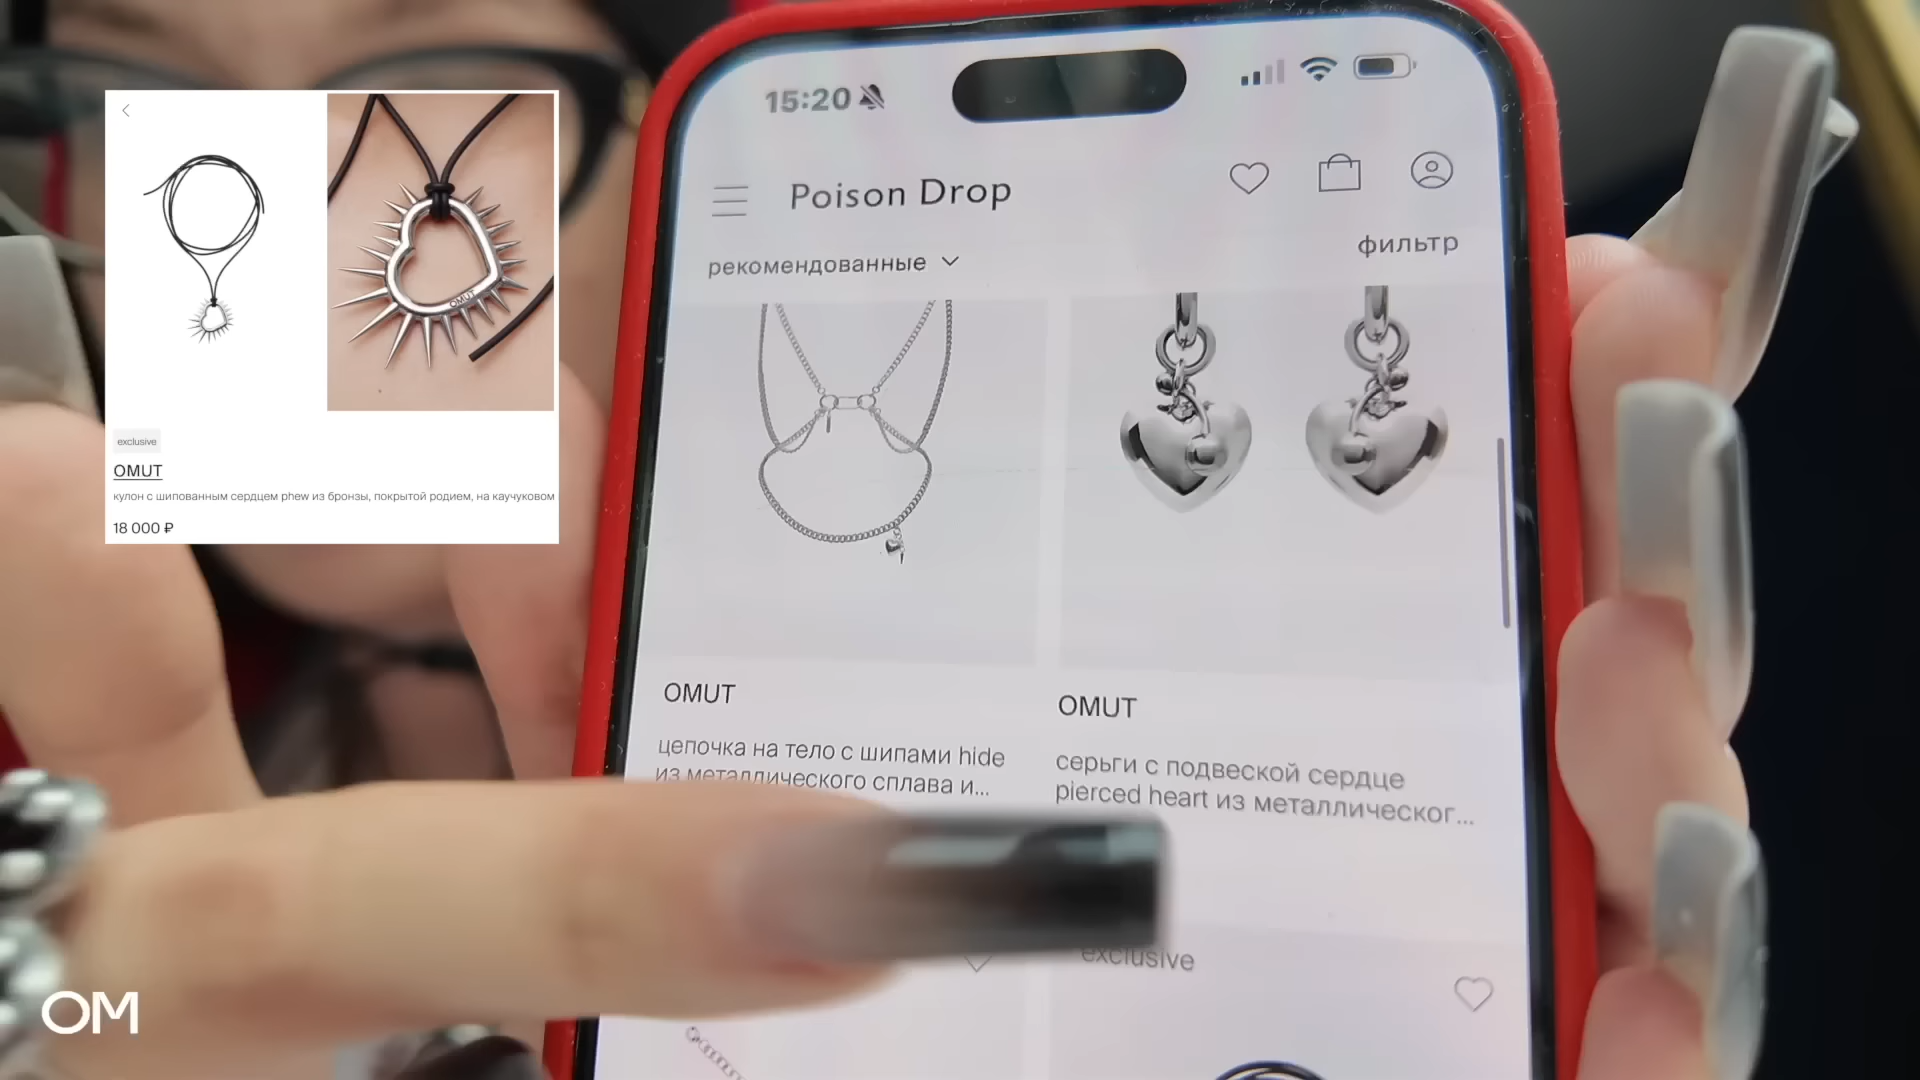 15:20
Poison Drop
рекомендованные
фильтр
OMUT
exclusive
OMUT
кулон с шипованным сердцем phew из бронзы, покрытой родием, на каучуковом
18 000 ₽
OMUT
цепочка на тело с шипами hide
из металлического сплава и...
OMUT
серьги с подвеской сердце
pierced heart из металлическог...
exclusive
OM